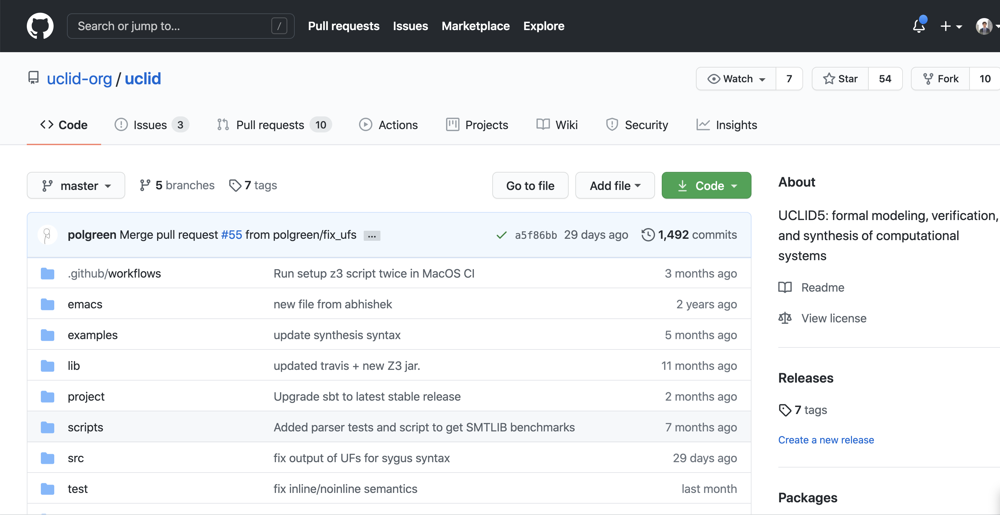 Search or jump to... / Pull requests Issues Marketplace Explore
uclid-org / uclid Watch 7 Star 54 Fork 10
Code Issues 3 Pull requests 10 Actions Projects Wiki Security Insights
master 5 branches 7 tags Go to file Add file Code
polgreen Merge pull request #55 from polgreen/fix_ufs ... a5f86bb 29 days ago 1,492 commits
.github/workflows Run setup z3 script twice in MacOS CI 3 months ago
emacs new file from abhishek 2 years ago
examples update synthesis syntax 5 months ago
lib updated travis + new Z3 jar. 11 months ago
project Upgrade sbt to latest stable release 2 months ago
scripts Added parser tests and script to get SMTLIB benchmarks 7 months ago
src fix output of UFs for sygus syntax 29 days ago
test fix inline/noinline semantics last month
About
UCLID5: formal modeling, verification,
and synthesis of computational
systems
Readme
View license
Releases
7 tags
Create a new release
Packages